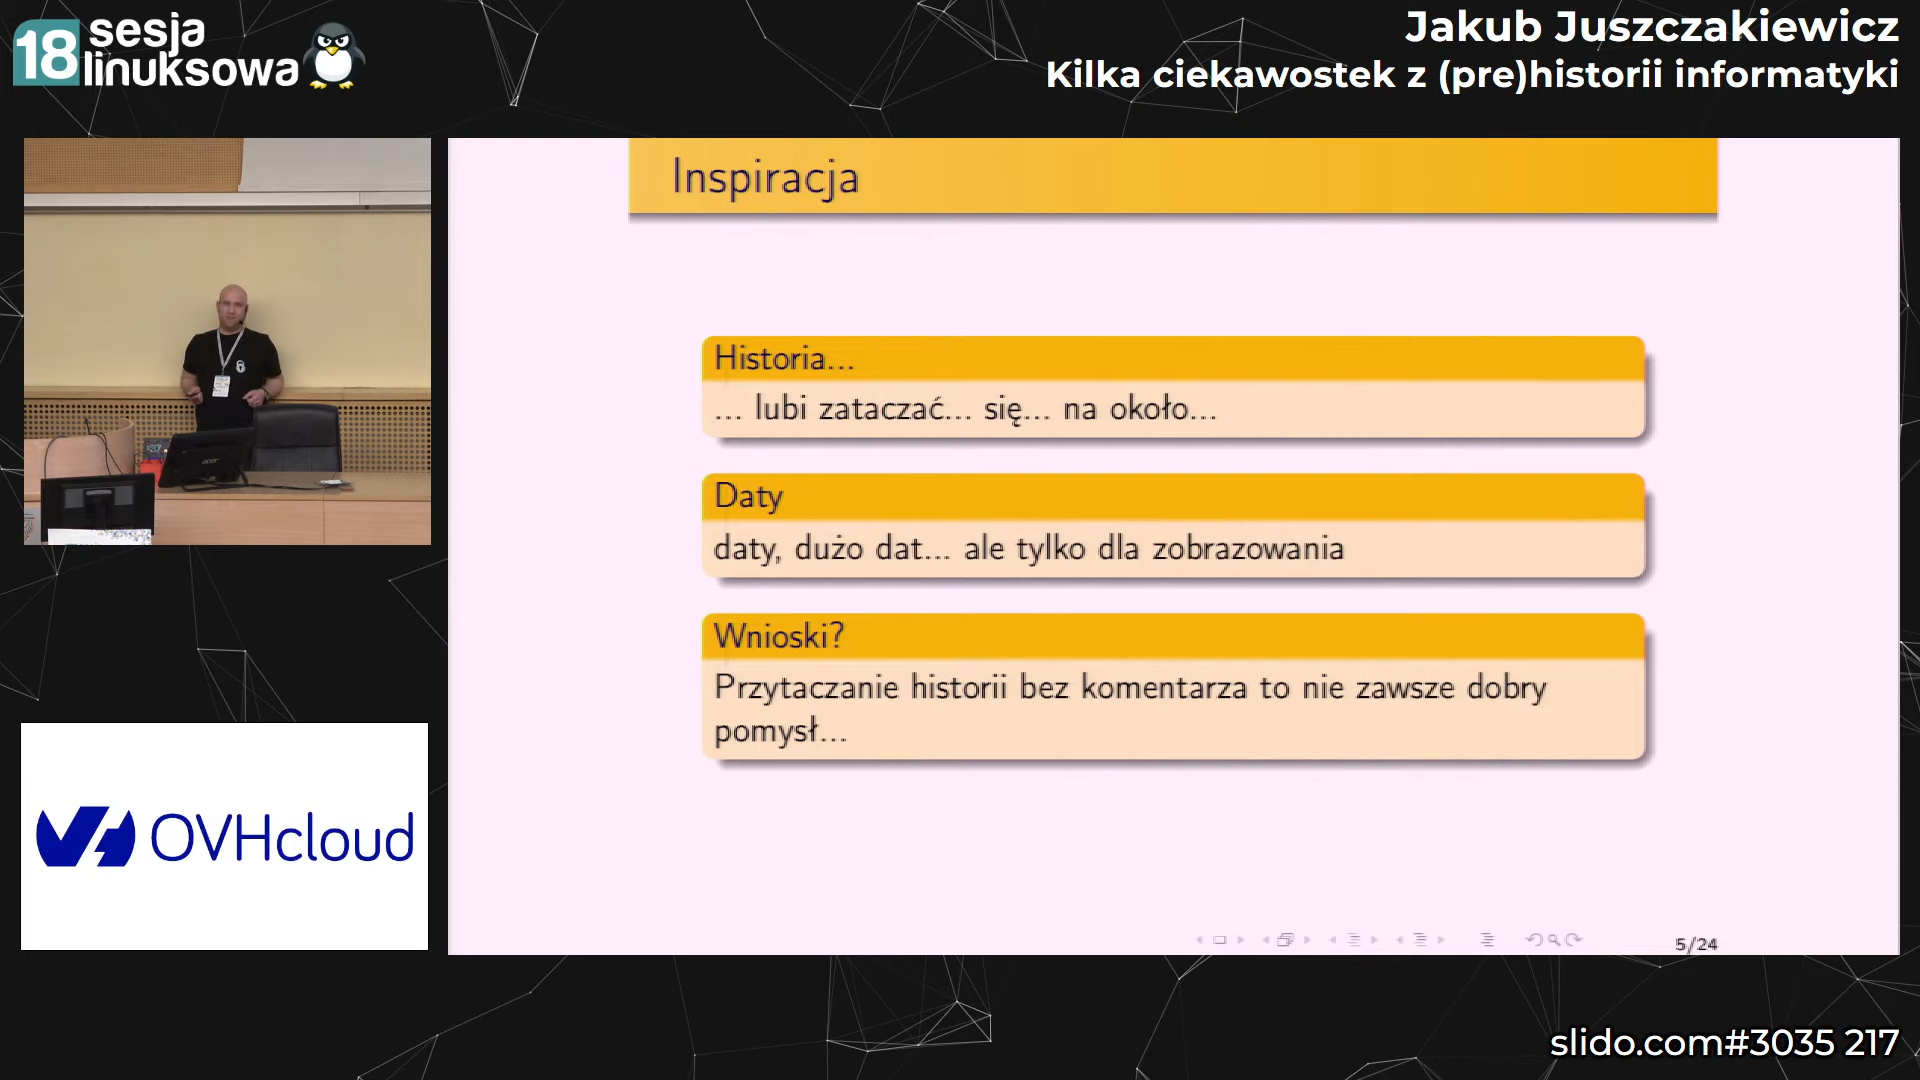 18 sesja
linuksowa
Jakub Juszczakiewicz
Kilka ciekawostek z (pre)historii informatyki
Inspiracja
Historia...
... lubi zataczać... się... na około...
Daty
daty, dużo dat... ale tylko dla zobrazowania
Wnioski?
Przytaczanie historii bez komentarza to nie zawsze dobry
pomysł...
5/24
acer
OVHcloud
slido.com#3035 217